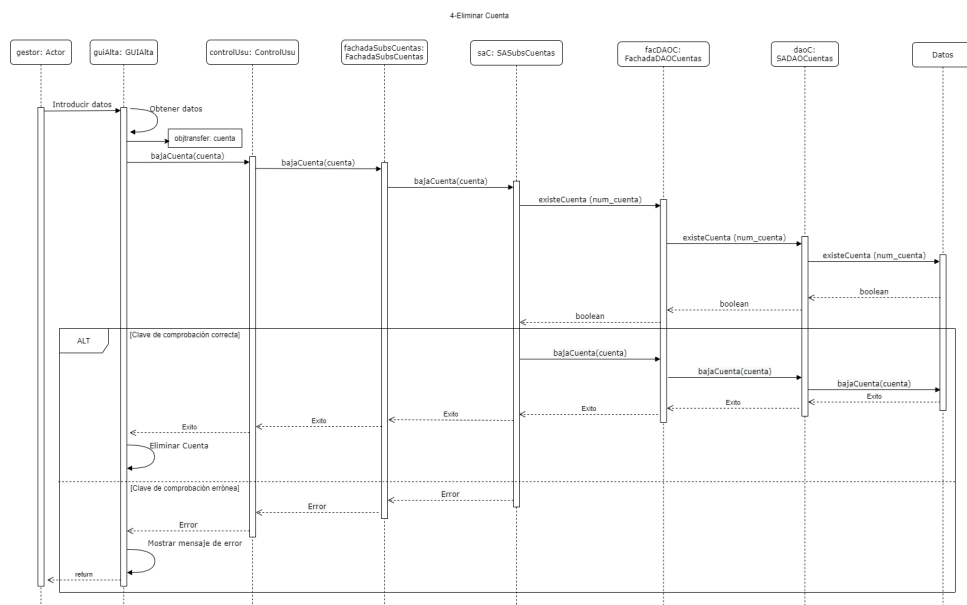 4-Eliminar Cuenta
gestor: Actor
guiAlta: GUIAlta
controlUsu: ControlUsu
fachadaSubsCuentas:
FachadaSubsCuentas
saC: SASubsCuentas
facDAOC:
FachadaDAOCuentas
daoC:
SADAOCuentas
Datos
Introducir datos
Obtener datos
objtransfer: cuenta
bajaCuenta(cuenta)
bajaCuenta(cuenta)
bajaCuenta(cuenta)
existeCuenta (num_cuenta)
existeCuenta (num_cuenta)
existeCuenta (num_cuenta)
boolean
boolean
boolean
ALT
[Clave de comprobación correcta]
bajaCuenta(cuenta)
bajaCuenta(cuenta)
bajaCuenta(cuenta)
Exito
Exito
Exito
Exito
Exito
Exito
Eliminar Cuenta
[Clave de comprobación errónea]
Error
Error
Error
Mostrar mensaje de error
return